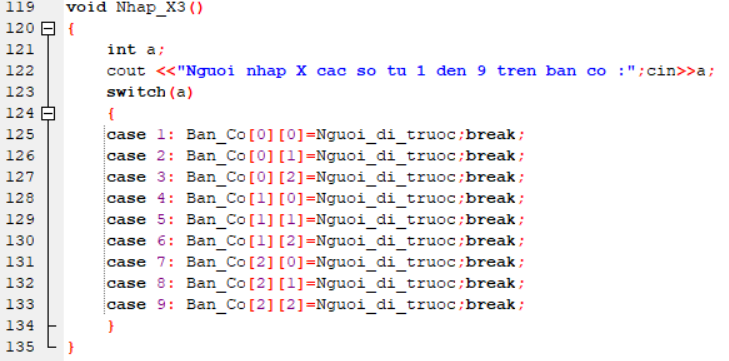 119 void Nhap_X3()
120 {
121 int a;
122 cout <<"Nguoi nhap X cac so tu 1 den 9 tren ban co :";cin>>a;
123 switch(a)
124 {
125 case 1: Ban_Co[0][0]=Nguoi_di_truoc;break;
126 case 2: Ban_Co[0][1]=Nguoi_di_truoc;break;
127 case 3: Ban_Co[0][2]=Nguoi_di_truoc;break;
128 case 4: Ban_Co[1][0]=Nguoi_di_truoc;break;
129 case 5: Ban_Co[1][1]=Nguoi_di_truoc;break;
130 case 6: Ban_Co[1][2]=Nguoi_di_truoc;break;
131 case 7: Ban_Co[2][0]=Nguoi_di_truoc;break;
132 case 8: Ban_Co[2][1]=Nguoi_di_truoc;break;
133 case 9: Ban_Co[2][2]=Nguoi_di_truoc;break;
134 }
135 }